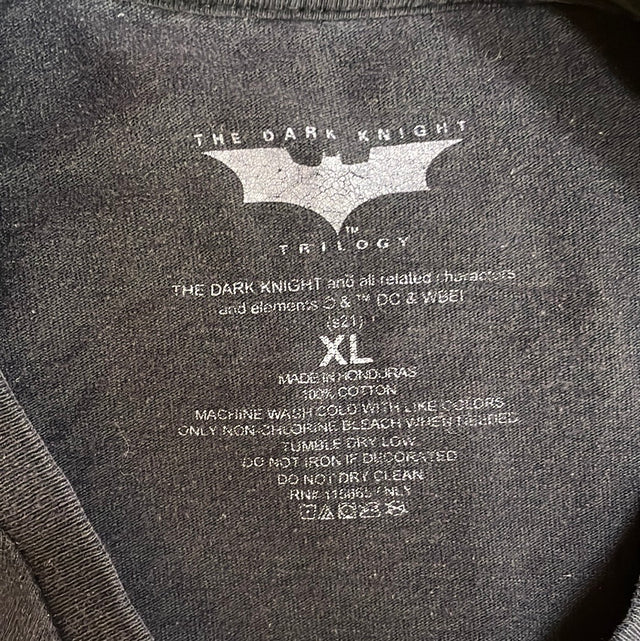 THE DARK KNIGHT
TM
TRILOGY
THE DARK KNIGHT and all related characters
and elements © & ™ DC & WBEI
(s21)
XL
MADE IN HONDURAS
100% COTTON
MACHINE WASH COLD WITH LIKE COLORS
ONLY NON-CHLORINE BLEACH WHEN NEEDED
TUMBLE DRY LOW
DO NOT IRON IF DECORATED
DO NOT DRY CLEAN
RN#